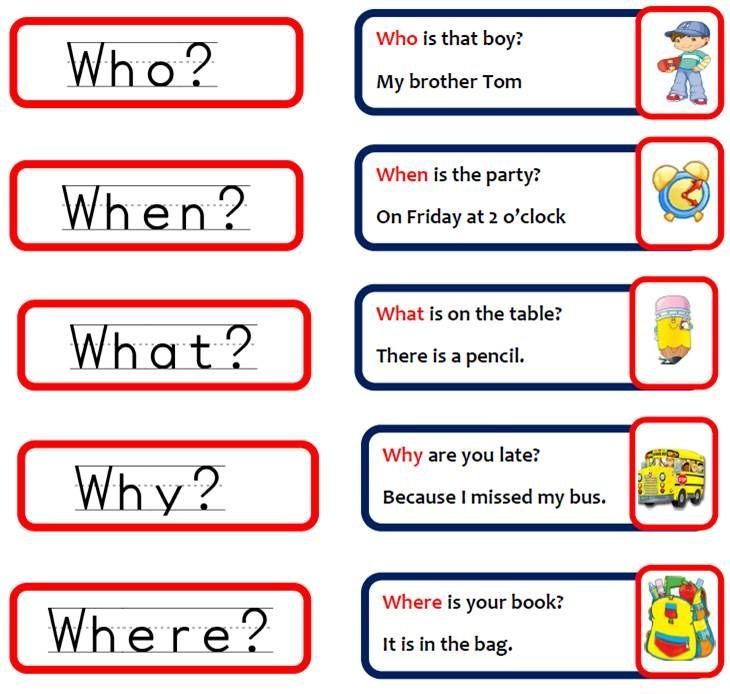 Who?
Who is that boy?
My brother Tom
When?
When is the party?
On Friday at 2 o'clock
What?
What is on the table?
There is a pencil.
Why?
Why are you late?
Because I missed my bus.
Where?
Where is your book?
It is in the bag.